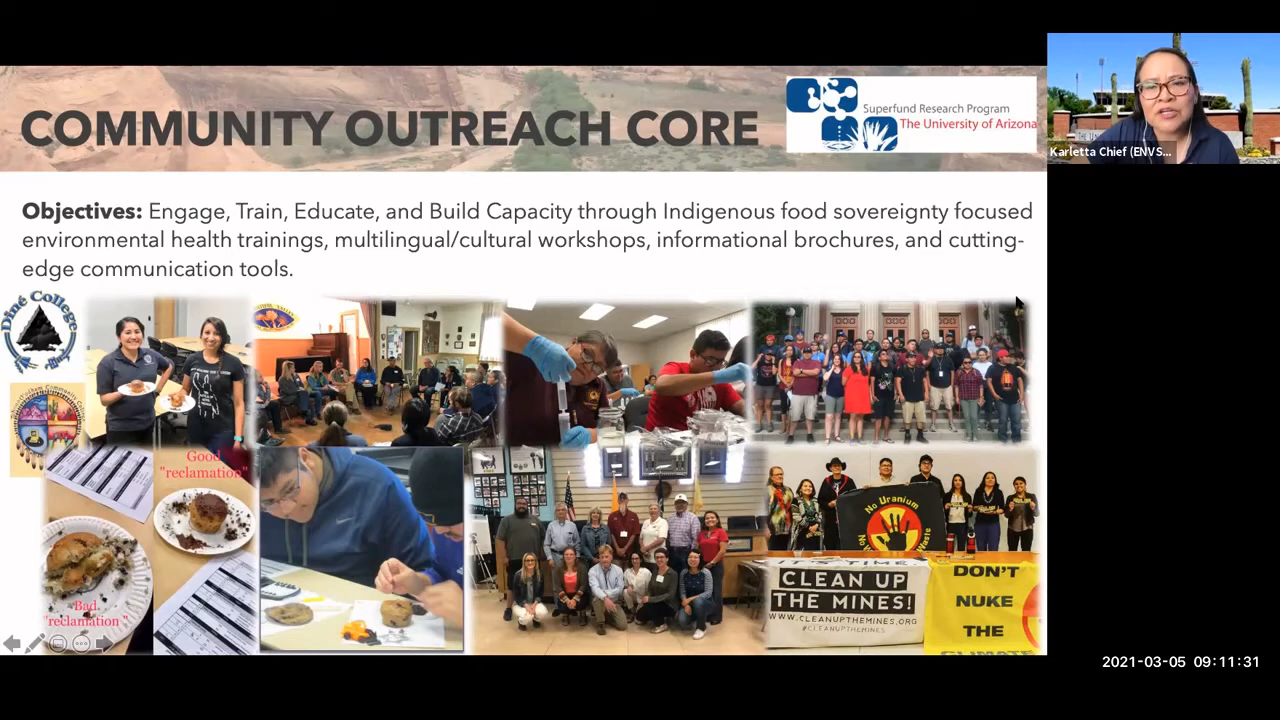 COMMUNITY OUTREACH CORE
Superfund Research Program
The University of Arizona
Karletta Chief (ENVS...
Objectives: Engage, Train, Educate, and Build Capacity through Indigenous food sovereignty focused
environmental health trainings, multilingual/cultural workshops, informational brochures, and cutting-
edge communication tools.
Diné College
Good
"reclamation"
"Bad.
"reclamation "
No Uranium
IT'S TIME
CLEAN UP
THE MINES!
WWW.CLEANUPTHEMINES.ORG
#CLEANUPTHEMINES
DON'T
NUKE
THE
CLIMATE
2021-03-05 09:11:31